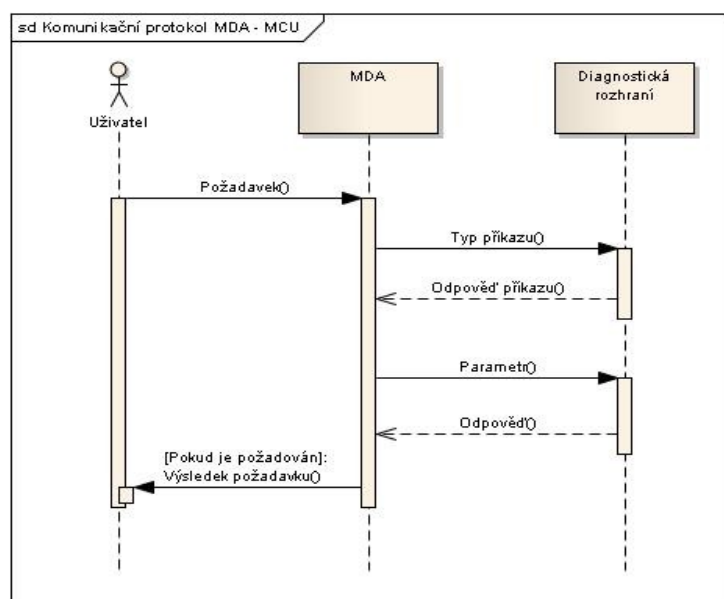 sd Komunikační protokol MDA - MCU
Uživatel
MDA
Diagnostická
rozhraní
Požadavek()
Typ příkazu()
Odpověď příkazu()
Parametr()
Odpověď()
[Pokud je požadován]:
Výsledek požadavku()